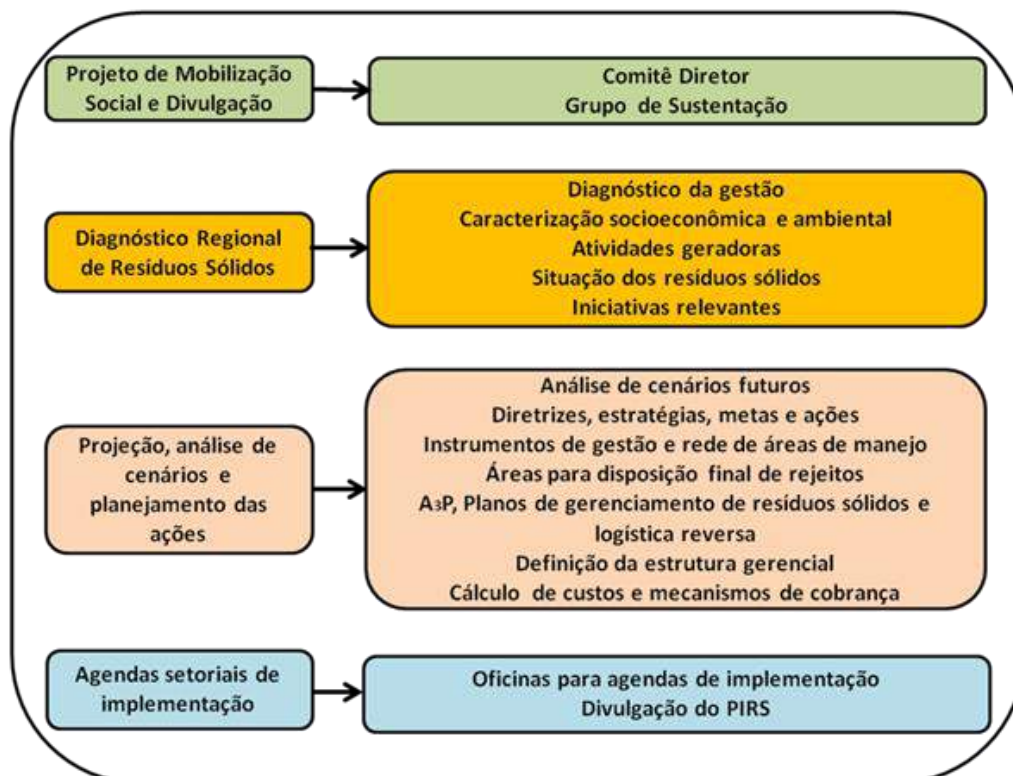 Projeto de Mobilização
Social e Divulgação
Comitê Diretor
Grupo de Sustentação
Diagnóstico Regional
de Resíduos Sólidos
Diagnóstico da gestão
Caracterização socioeconômica e ambiental
Atividades geradoras
Situação dos resíduos sólidos
Iniciativas relevantes
Projeção, análise de
cenários e
planejamento das
ações
Análise de cenários futuros
Diretrizes, estratégias, metas e ações
Instrumentos de gestão e rede de áreas de manejo
Áreas para disposição final de rejeitos
A3P, Planos de gerenciamento de resíduos sólidos e
logística reversa
Definição da estrutura gerencial
Cálculo de custos e mecanismos de cobrança
Agendas setoriais de
implementação
Oficinas para agendas de implementação
Divulgação do PIRS